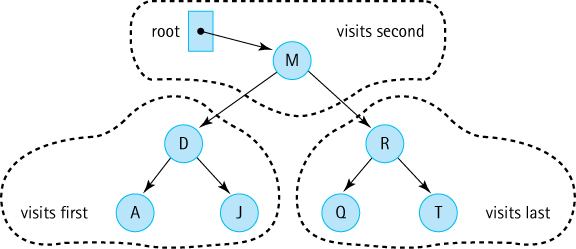 root
visits second
M
D
R
visits first
A
J
Q
T
visits last